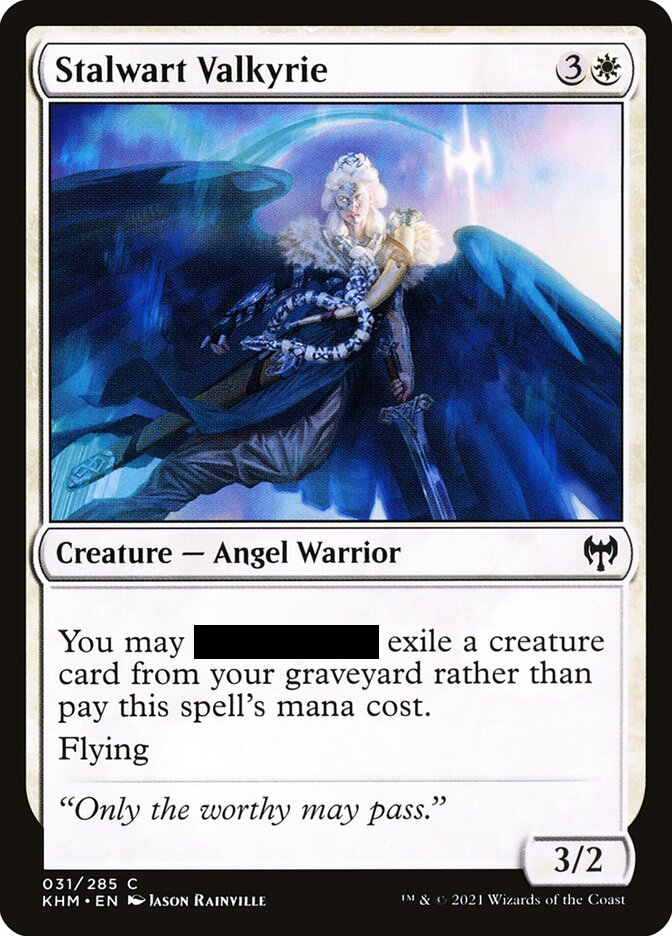 Stalwart Valkyrie 3
Creature — Angel Warrior
You may exile a creature
card from your graveyard rather than
pay this spell's mana cost.
Flying
“Only the worthy may pass.”
3/2
031/285 C
KHM • EN Jason Rainville
™ & © 2021 Wizards of the Coast